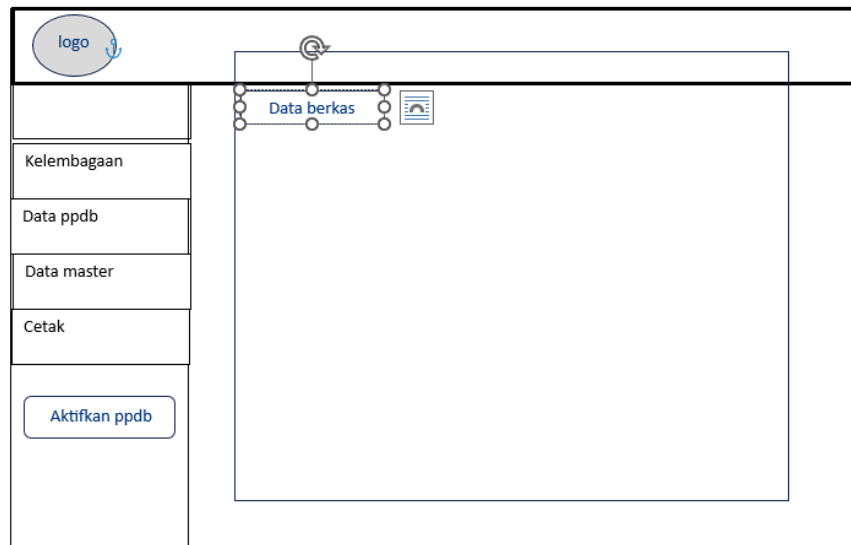 logo
Data berkas
Kelembagaan
Data ppdb
Data master
Cetak
Aktifkan ppdb